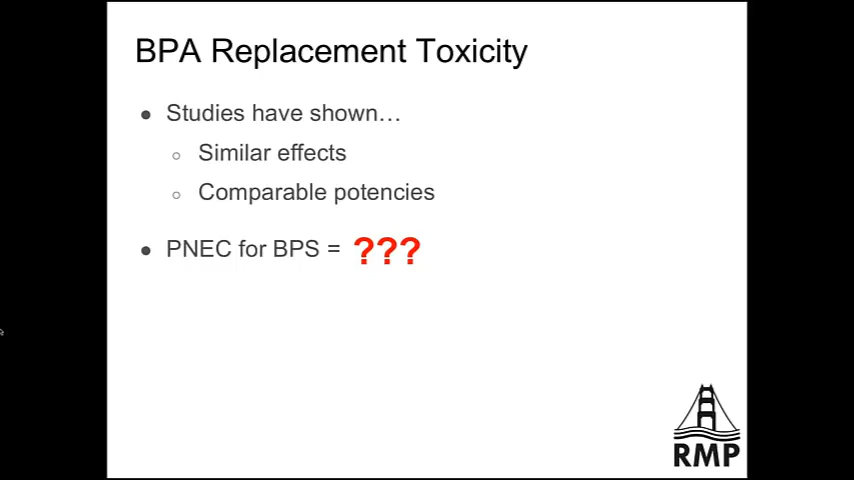 BPA Replacement Toxicity
● Studies have shown…
○ Similar effects
○ Comparable potencies
● PNEC for BPS = ???
RMP